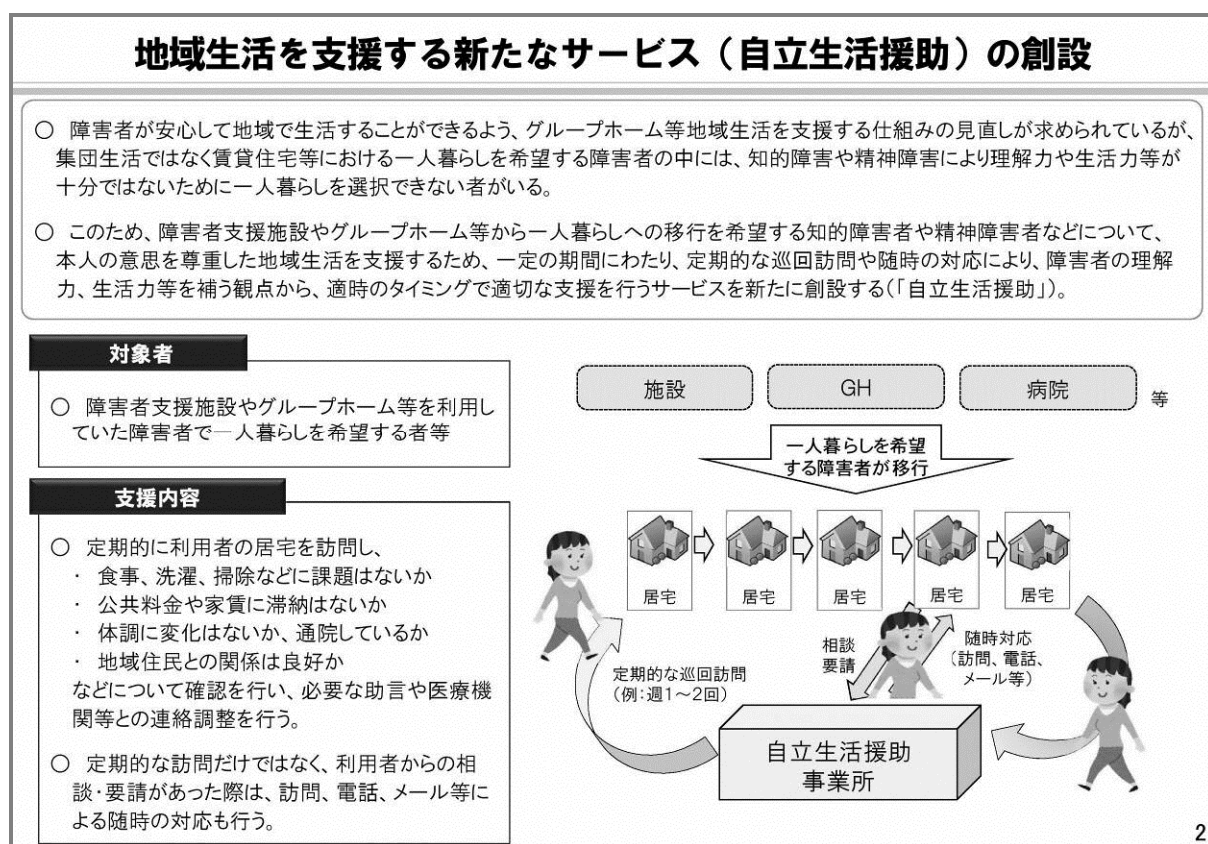 地域生活を支援する新たなサービス（自立生活援助）の創設
○　障害者が安心して地域で生活することができるよう、グループホーム等地域生活を支援する仕組みの見直しが求められているが、
集団生活ではなく賃貸住宅等における一人暮らしを希望する障害者の中には、知的障害や精神障害により理解力や生活力等が
十分ではないために一人暮らしを選択できない者がいる。
○　このため、障害者支援施設やグループホーム等から一人暮らしへの移行を希望する知的障害者や精神障害者などについて、
本人の意思を尊重した地域生活を支援するため、一定の期間にわたり、定期的な巡回訪問や随時の対応により、障害者の理解
力、生活力等を補う観点から、適時のタイミングで適切な支援を行うサービスを新たに創設する（「自立生活援助」）。
対象者
○　障害者支援施設やグループホーム等を利用し
ていた障害者で一人暮らしを希望する者等
支援内容
○　定期的に利用者の居宅を訪問し、
・　食事、洗濯、掃除などに課題はないか
・　公共料金や家賃に滞納はないか
・　体調に変化はないか、通院しているか
・　地域住民との関係は良好か
などについて確認を行い、必要な助言や医療機
関等との連絡調整を行う。
○　定期的な訪問だけではなく、利用者からの相
談・要請があった際は、訪問、電話、メール等に
よる随時の対応も行う。
施設
GH
病院
等
一人暮らしを希望
する障害者が移行
居宅
居宅
居宅
居宅
居宅
定期的な巡回訪問
（例：週1～2回）
相談
要請
随時対応
（訪問、電話、
メール等）
自立生活援助
事業所
2